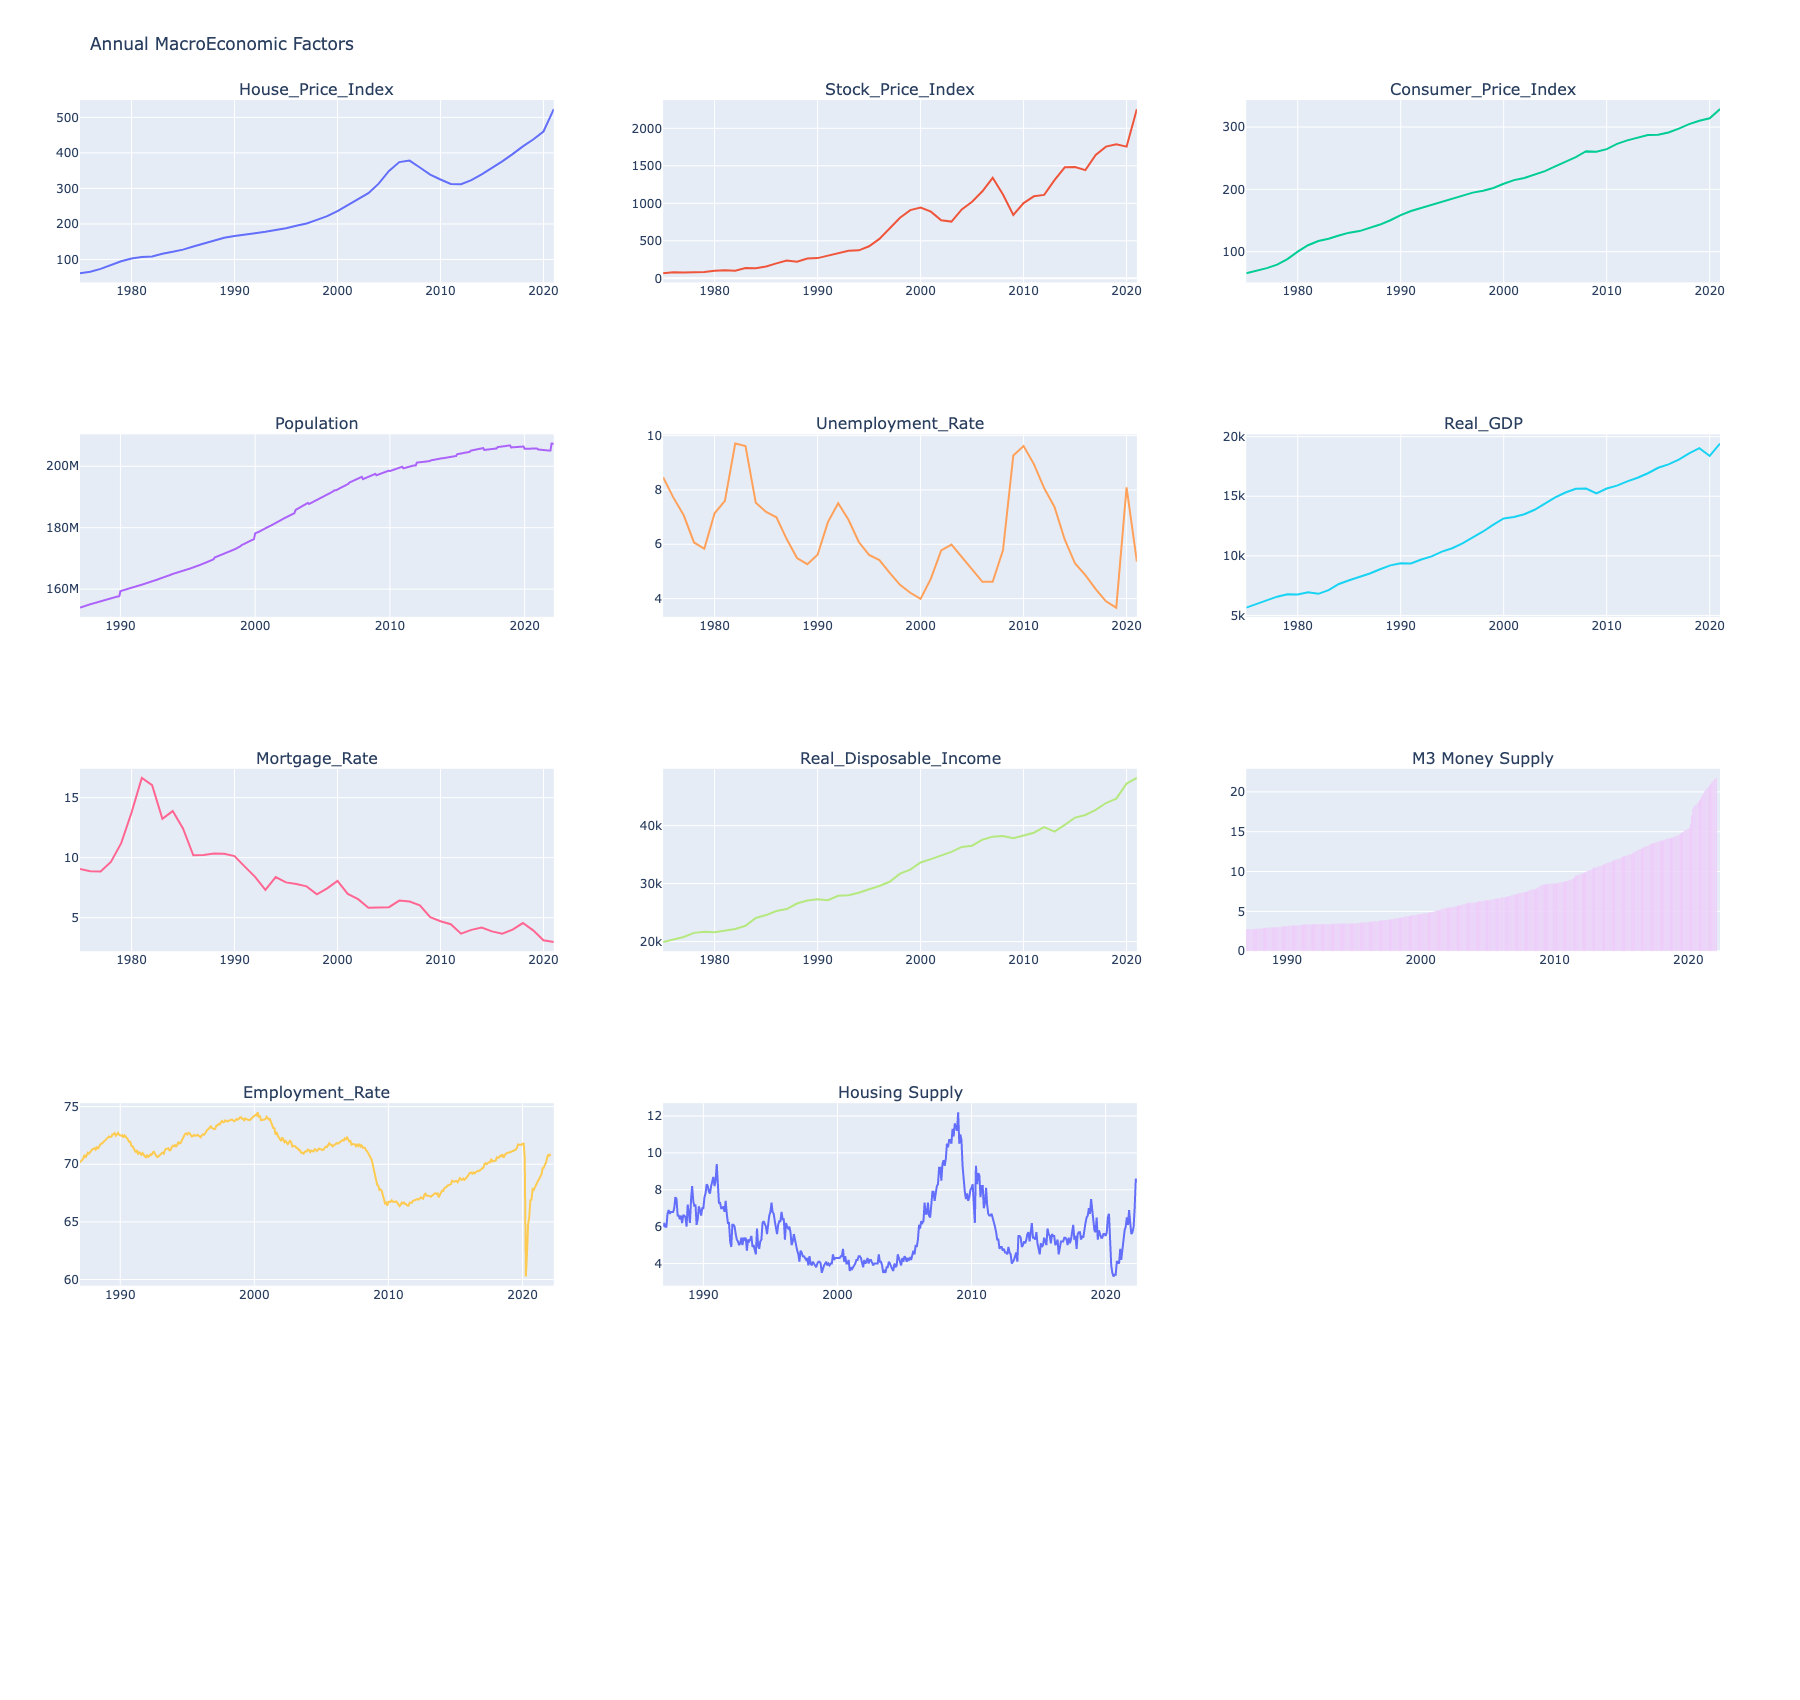 Annual MacroEconomic Factors
House_Price_Index
500
400
300
200
100
1980 1990 2000 2010 2020
Stock_Price_Index
2000
1500
1000
500
0
1980 1990 2000 2010 2020
Consumer_Price_Index
300
200
100
1980 1990 2000 2010 2020
Population
200M
180M
160M
1990 2000 2010 2020
Unemployment_Rate
10
8
6
4
1980 1990 2000 2010 2020
Real_GDP
20k
15k
10k
5k
1980 1990 2000 2010 2020
Mortgage_Rate
15
10
5
1980 1990 2000 2010 2020
Real_Disposable_Income
40k
30k
20k
1980 1990 2000 2010 2020
M3 Money Supply
20
15
10
5
0
1990 2000 2010 2020
Employment_Rate
75
70
65
60
1990 2000 2010 2020
Housing Supply
12
10
8
6
4
1990 2000 2010 2020